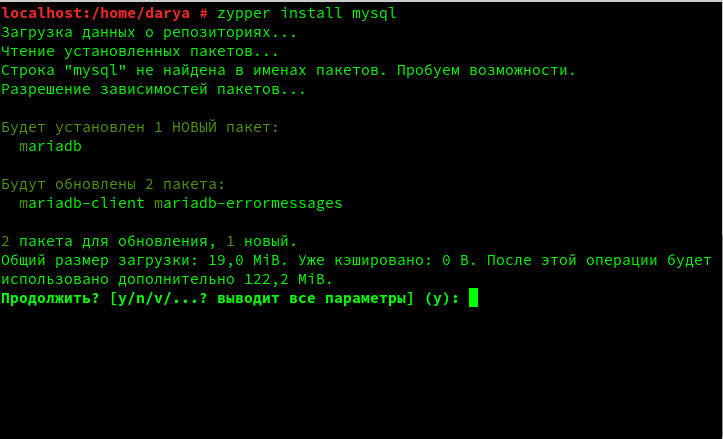 localhost:/home/darya # zypper install mysql
Загрузка данных о репозиториях...
Чтение установленных пакетов...
Строка "mysql" не найдена в именах пакетов. Пробуем возможности.
Разрешение зависимостей пакетов...
Будет установлен 1 НОВЫЙ пакет:
mariadb
Будут обновлены 2 пакета:
mariadb-client mariadb-errormessages
2 пакета для обновления, 1 новый.
Общий размер загрузки: 19,0 MiB. Уже кэшировано: 0 B. После этой операции будет
использовано дополнительно 122,2 MiB.
Продолжить? [y/n/v/...? выводит все параметры] (y):